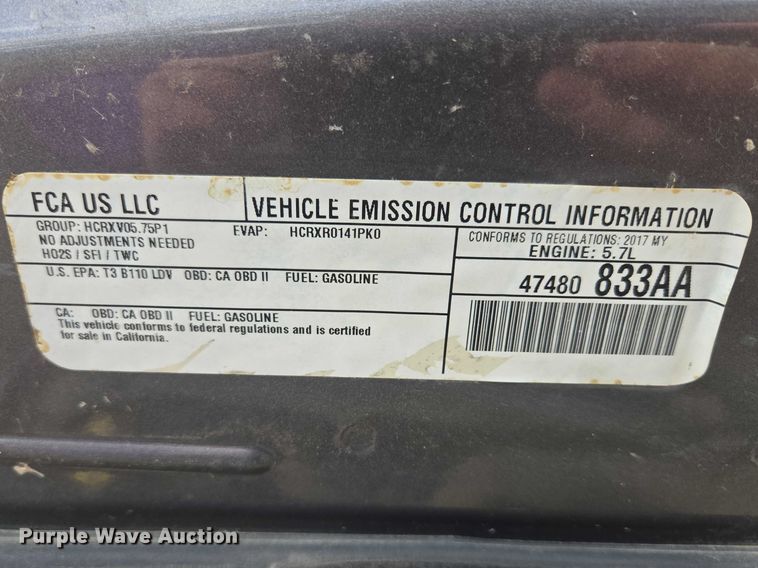 FCA US LLC
VEHICLE EMISSION CONTROL INFORMATION
GROUP: HCRXV05.75P1 EVAP: HCRXR0141PK0
NO ADJUSTMENTS NEEDED
HO2S / SFI / TWC
CONFORMS TO REGULATIONS: 2017 MY
ENGINE: 5.7L
U.S. EPA: T3 B110 LDV OBD: CA OBD II FUEL: GASOLINE
47480 833AA
CA: OBD: CA OBD II FUEL: GASOLINE
This vehicle conforms to federal regulations and is certified
for sale in California.
Purple Wave Auction